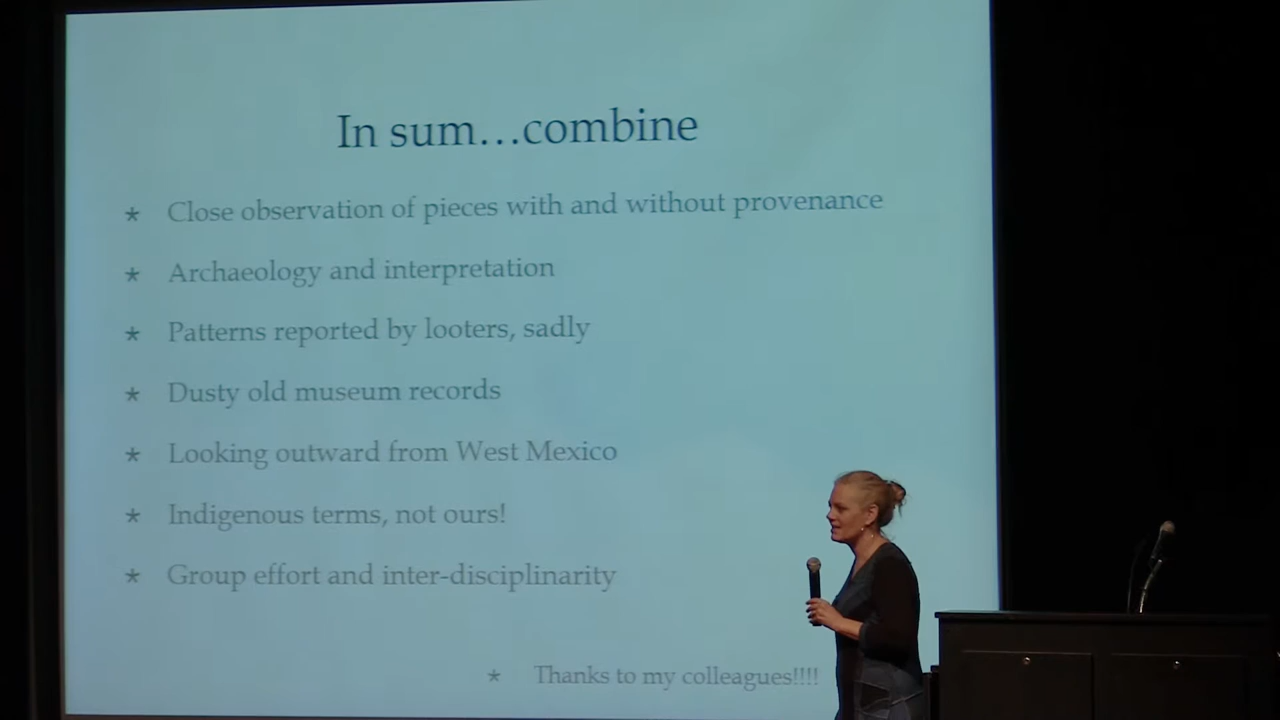 In sum…combine
* Close observation of pieces with and without provenance
* Archaeology and interpretation
* Patterns reported by looters, sadly
* Dusty old museum records
* Looking outward from West Mexico
* Indigenous terms, not ours!
* Group effort and inter-disciplinarity
* Thanks to my colleagues!!!!